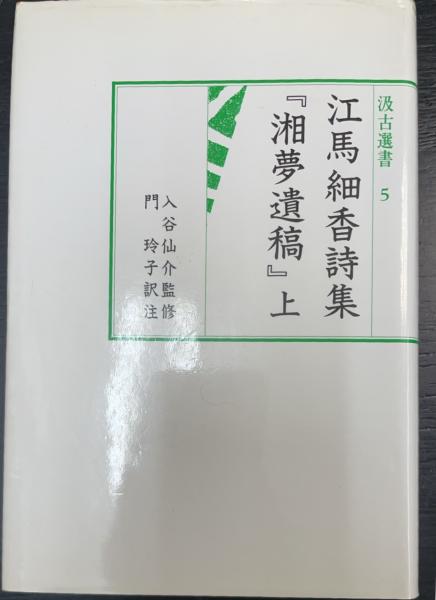 汲古選書 5
江馬細香詩集
『湘夢遺稿』上
入谷仙介監修
門 玲子訳注